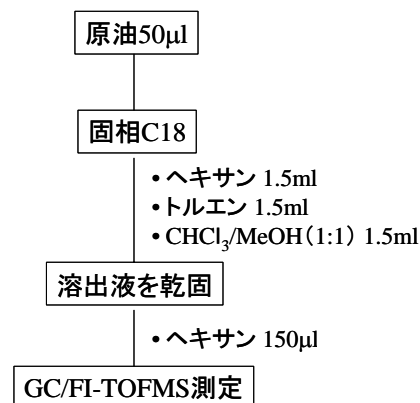 原油50μl
固相C18
• ヘキサン 1.5ml
• トルエン 1.5ml
• CHCl₃/MeOH(1:1) 1.5ml
溶出液を乾固
• ヘキサン 150μl
GC/FI-TOFMS測定